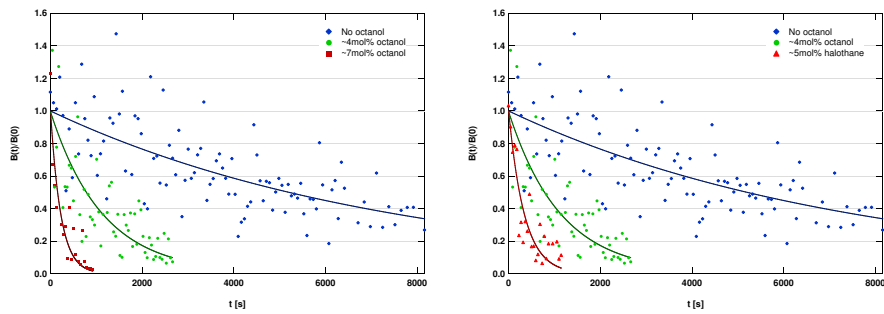 1.6
1.4
1.2
1.0
0.8
0.6
0.4
0.2
0.0
B(t)/B(0)
0
2000
4000
6000
8000
t [s]
No octanol
~4mol% octanol
~7mol% octanol
1.6
1.4
1.2
1.0
0.8
0.6
0.4
0.2
0.0
B(t)/B(0)
0
2000
4000
6000
8000
t [s]
No octanol
~4mol% octanol
~5mol% halothane